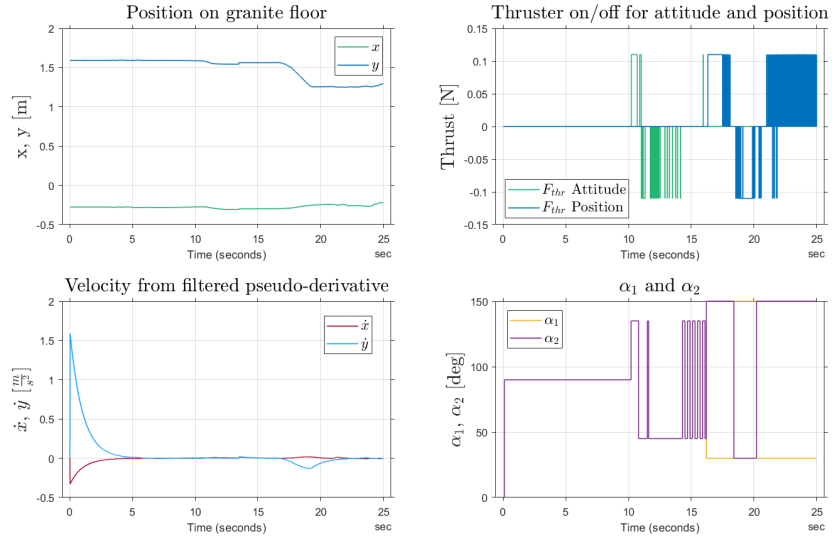 Position on granite floor
2
1.5
1
0.5
0
-0.5
x, y [m]
x
y
0 5 10 15 20 25
Time (seconds) sec
Thruster on/off for attitude and position
0.15
0.1
0.05
0
-0.05
-0.1
-0.15
Thrust [N]
F_thr Attitude
F_thr Position
0 5 10 15 20 25
Time (seconds) sec
Velocity from filtered pseudo-derivative
2
1.5
1
0.5
0
-0.5
ẋ, ẏ [m/s²]
ẋ
ẏ
0 5 10 15 20 25
Time (seconds) sec
α₁ and α₂
150
100
50
0
α₁, α₂ [deg]
α₁
α₂
0 5 10 15 20 25
Time (seconds) sec